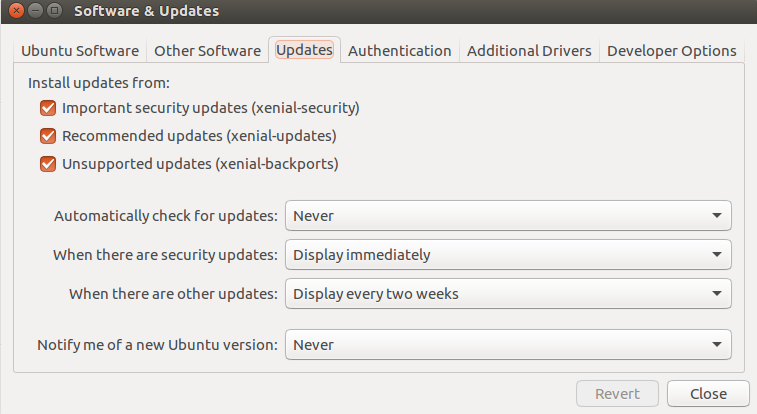 Software & Updates
Ubuntu Software Other Software Updates Authentication Additional Drivers Developer Options
Install updates from:
Important security updates (xenial-security)
Recommended updates (xenial-updates)
Unsupported updates (xenial-backports)
Automatically check for updates: Never
When there are security updates: Display immediately
When there are other updates: Display every two weeks
Notify me of a new Ubuntu version: Never
Revert Close